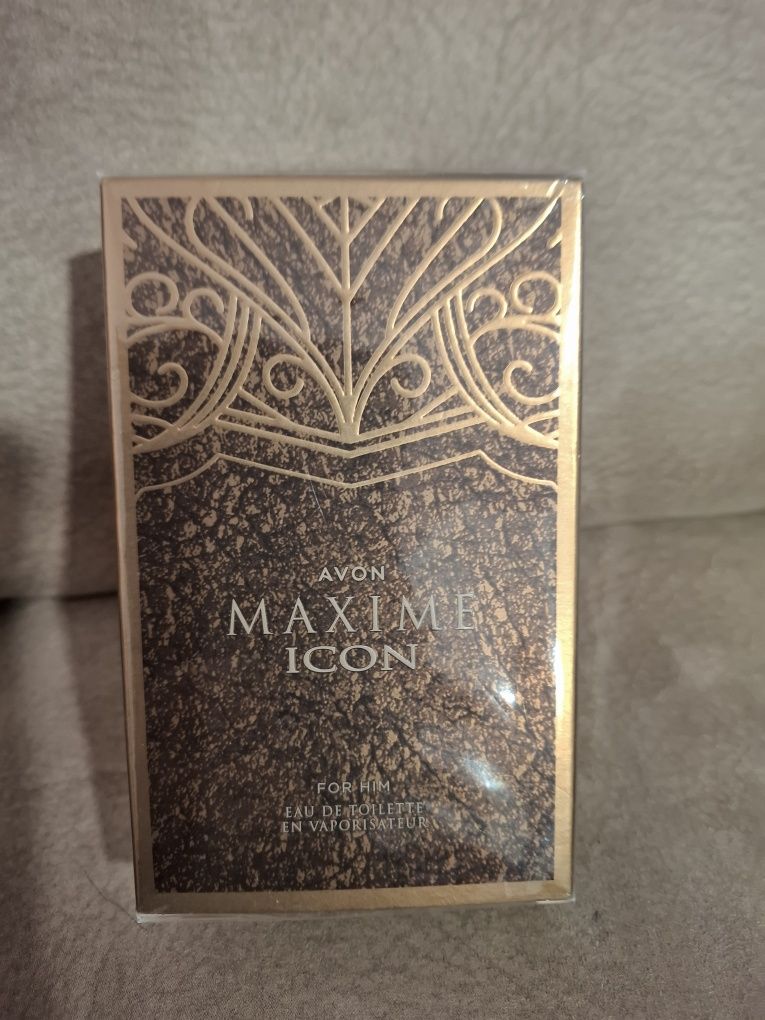 AVON
MAXIME
ICON
FOR HIM
EAU DE TOILETTE
EN VAPORISATEUR